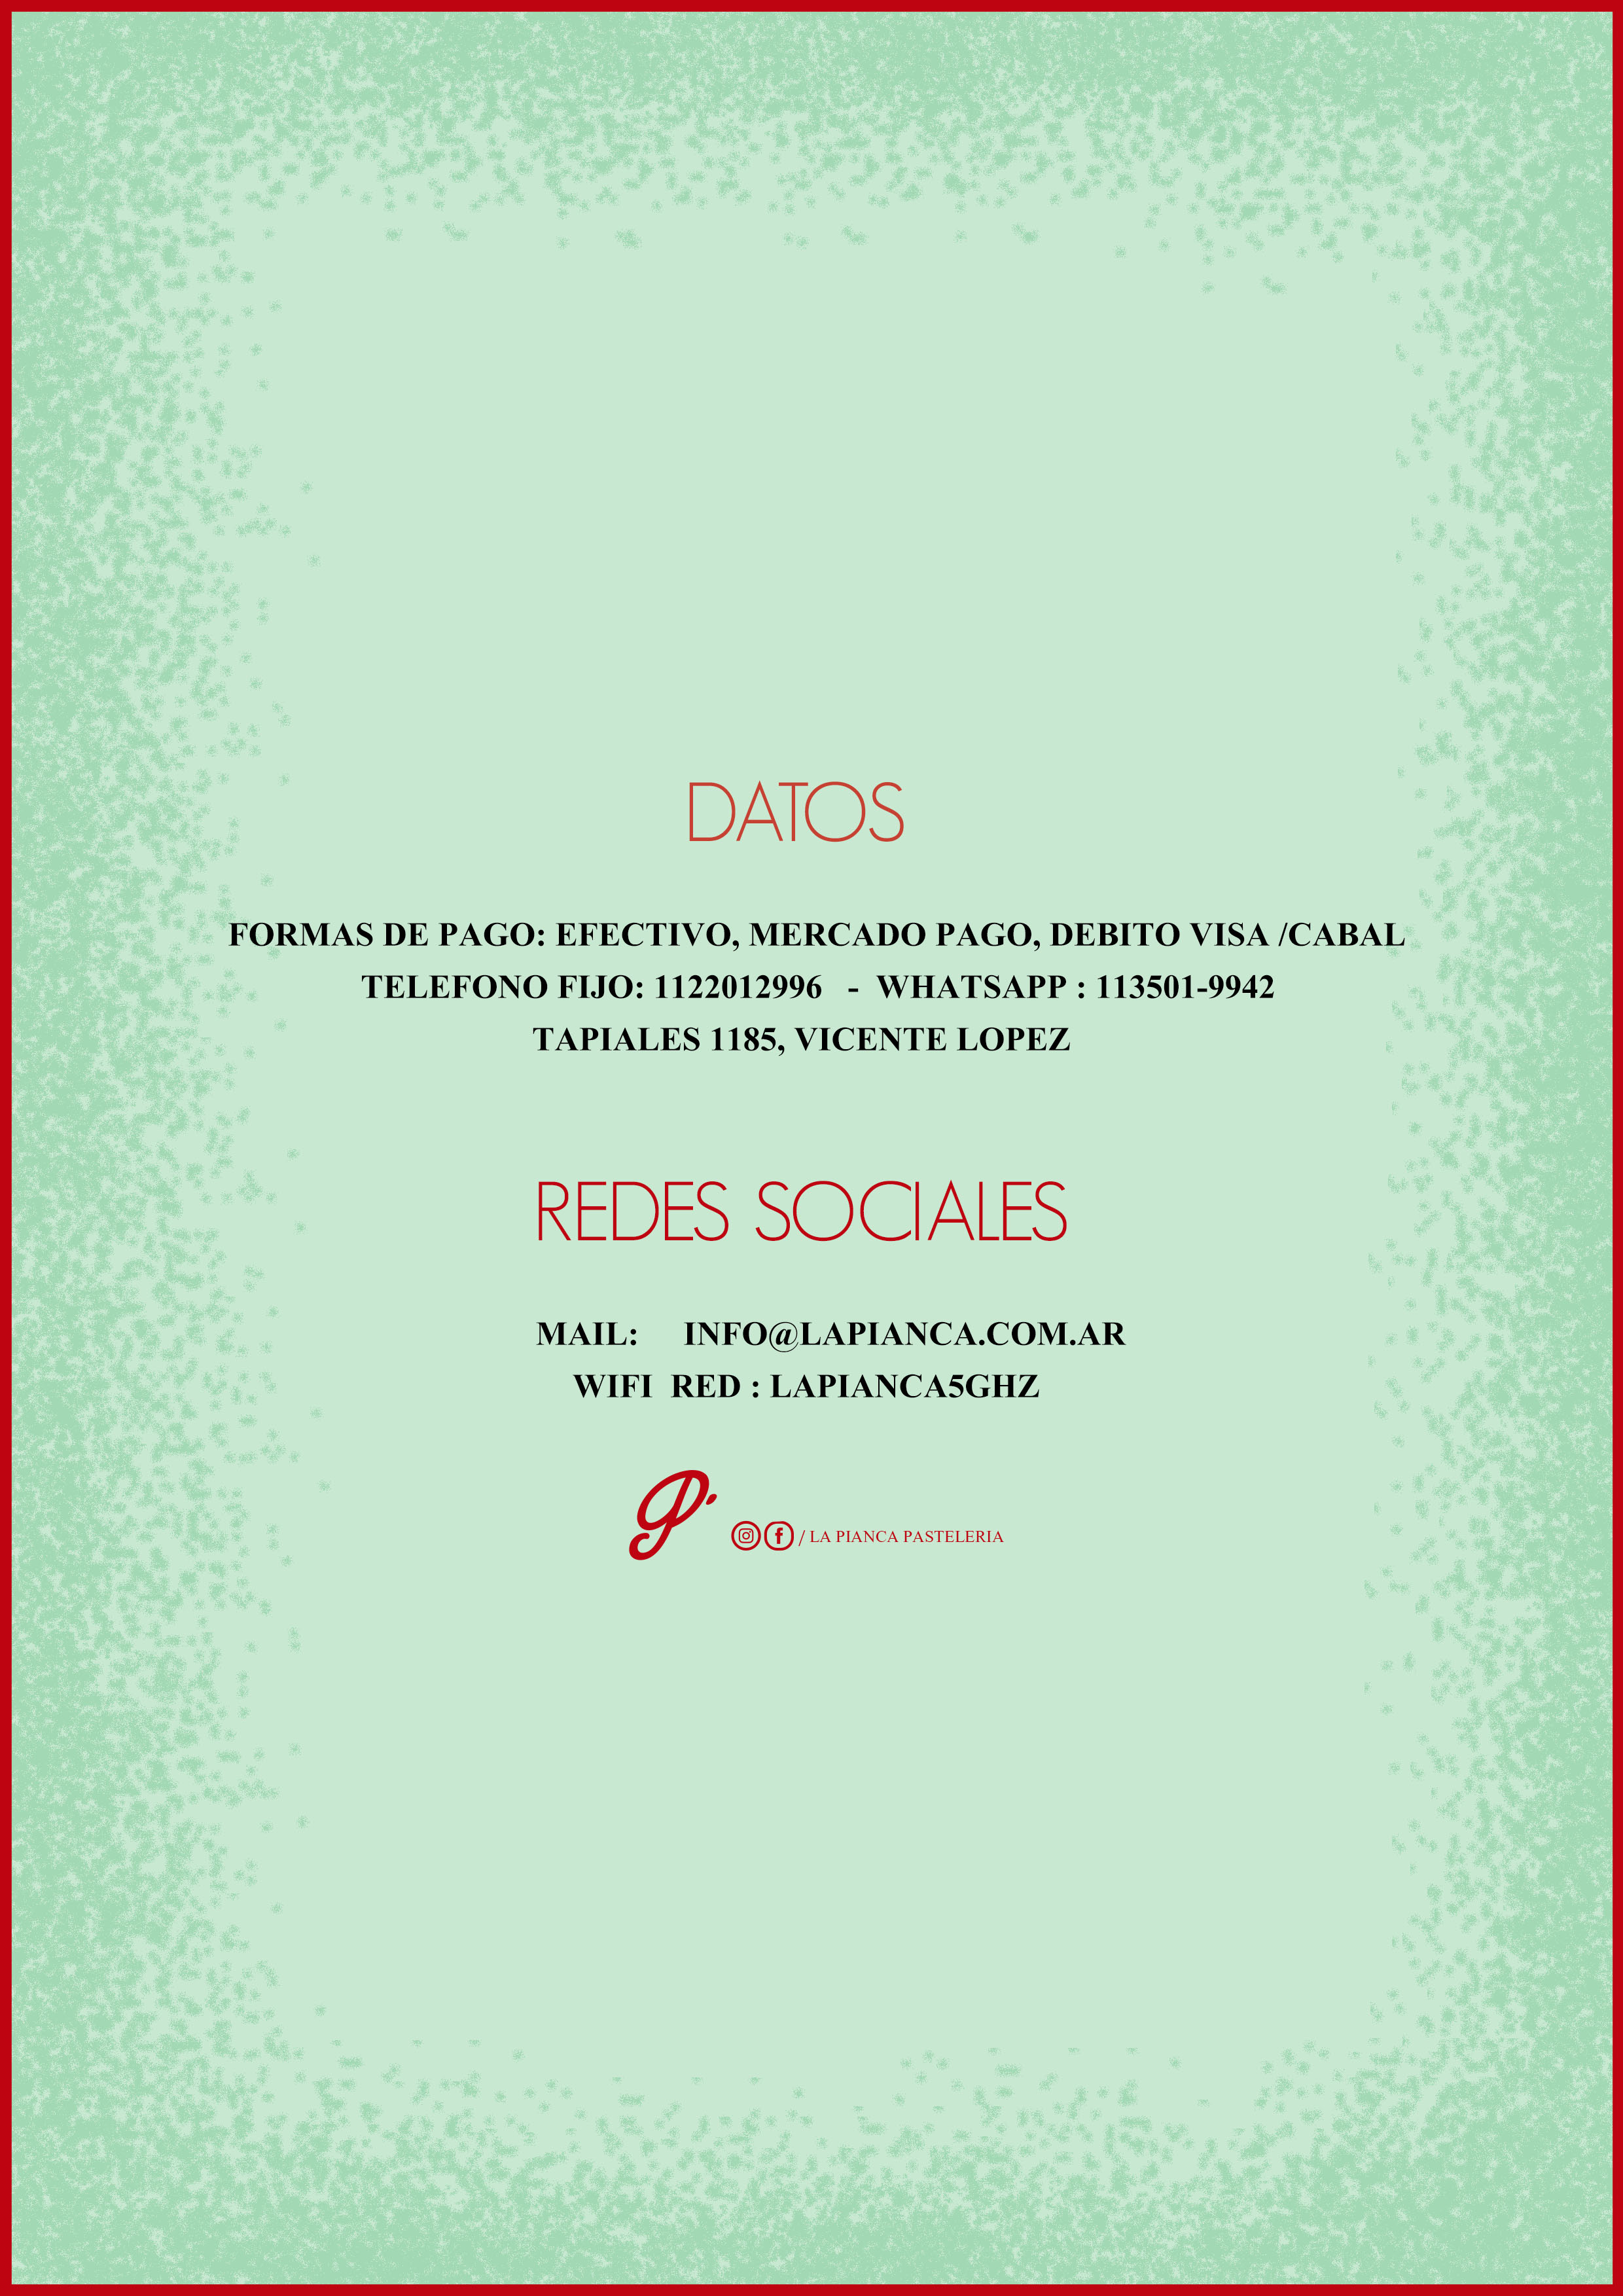 DATOS
FORMAS DE PAGO: EFECTIVO, MERCADO PAGO, DEBITO VISA /CABAL
TELEFONO FIJO: 1122012996 - WHATSAPP : 113501-9942
TAPIALES 1185, VICENTE LOPEZ
REDES SOCIALES
MAIL: INFO@LAPIANCA.COM.AR
WIFI RED : LAPIANCA5GHZ
P. / LA PIANCA PASTELERIA